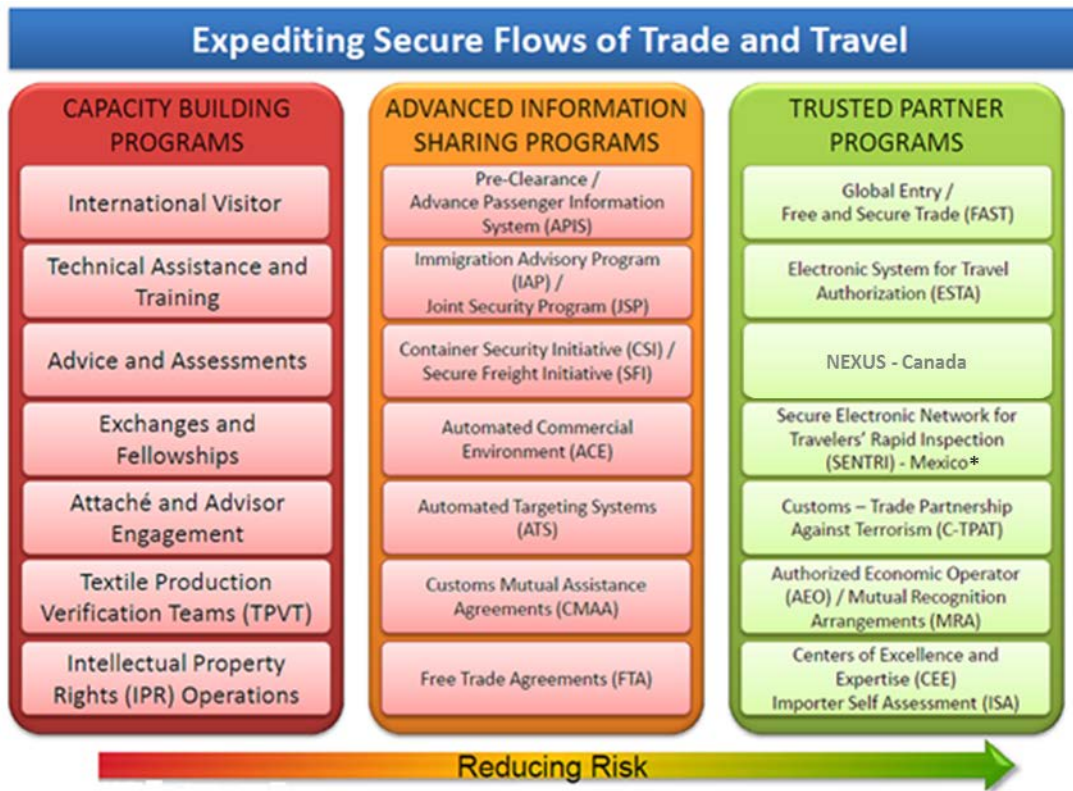 Expediting Secure Flows of Trade and Travel
CAPACITY BUILDING
PROGRAMS
International Visitor
Technical Assistance and
Training
Advice and Assessments
Exchanges and
Fellowships
Attaché and Advisor
Engagement
Textile Production
Verification Teams (TPVT)
Intellectual Property
Rights (IPR) Operations
ADVANCED INFORMATION
SHARING PROGRAMS
Pre-Clearance /
Advance Passenger Information
System (APIS)
Immigration Advisory Program
(IAP) /
Joint Security Program (JSP)
Container Security Initiative (CSI) /
Secure Freight Initiative (SFI)
Automated Commercial
Environment (ACE)
Automated Targeting Systems
(ATS)
Customs Mutual Assistance
Agreements (CMAA)
Free Trade Agreements (FTA)
TRUSTED PARTNER
PROGRAMS
Global Entry /
Free and Secure Trade (FAST)
Electronic System for Travel
Authorization (ESTA)
NEXUS - Canada
Secure Electronic Network for
Travelers’ Rapid Inspection
(SENTRI) - Mexico*
Customs – Trade Partnership
Against Terrorism (C-TPAT)
Authorized Economic Operator
(AEO) / Mutual Recognition
Arrangements (MRA)
Centers of Excellence and
Expertise (CEE)
Importer Self Assessment (ISA)
Reducing Risk